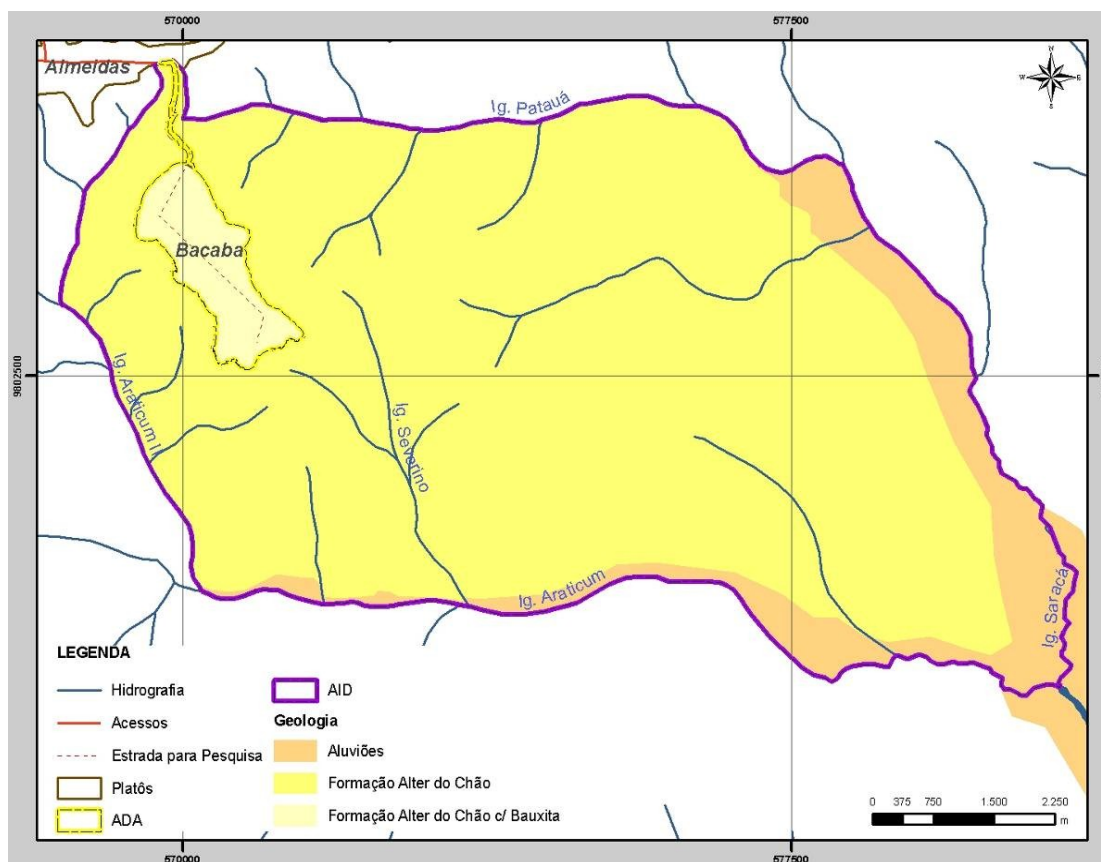 570000
577500
N
W
E
S
Almeidas
Ig. Patauá
Bacaba
9802500
Ig. Araticum II
Ig. Severino
Ig. Araticum
Ig. Saracá
LEGENDA
Hidrografia
Acessos
Estrada para Pesquisa
Platôs
ADA
AID
Geologia
Aluviões
Formação Alter do Chão
Formação Alter do Chão c/ Bauxita
0 375 750 1.500 2.250
m
570000
577500